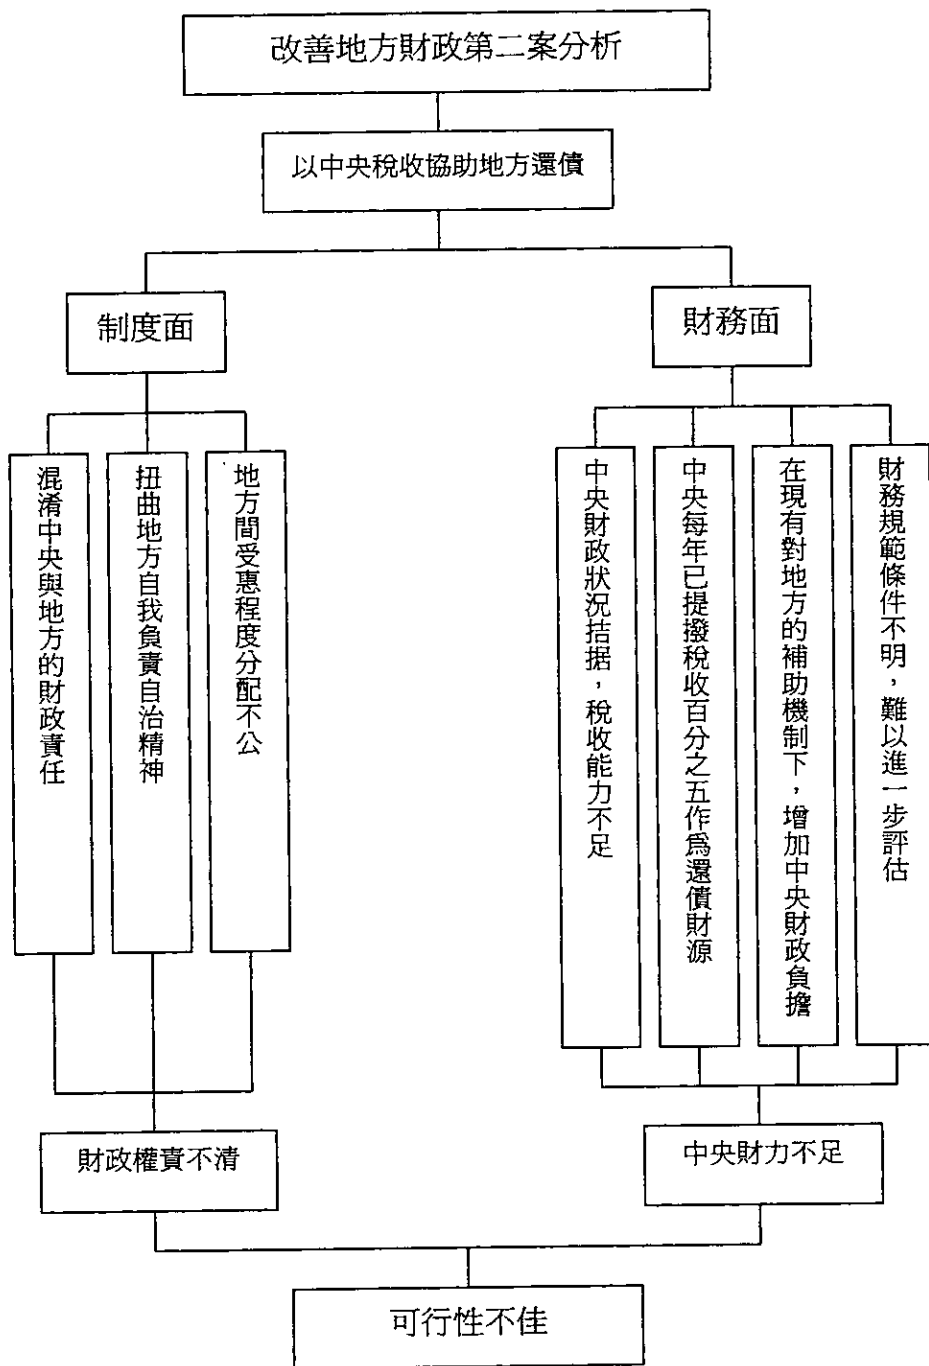 改善地方財政第二案分析
以中央稅收協助地方還債
制度面
財務面
混淆中央與地方的財政責任
扭曲地方自我負責自治精神
地方間受惠程度分配不公
中央財政狀況拮据，稅收能力不足
中央每年已提撥稅收百分之五作爲還債財源
在現有對地方的補助機制下，增加中央財政負擔
財務規範條件不明，難以進一步評估
財政權責不清
中央財力不足
可行性不佳